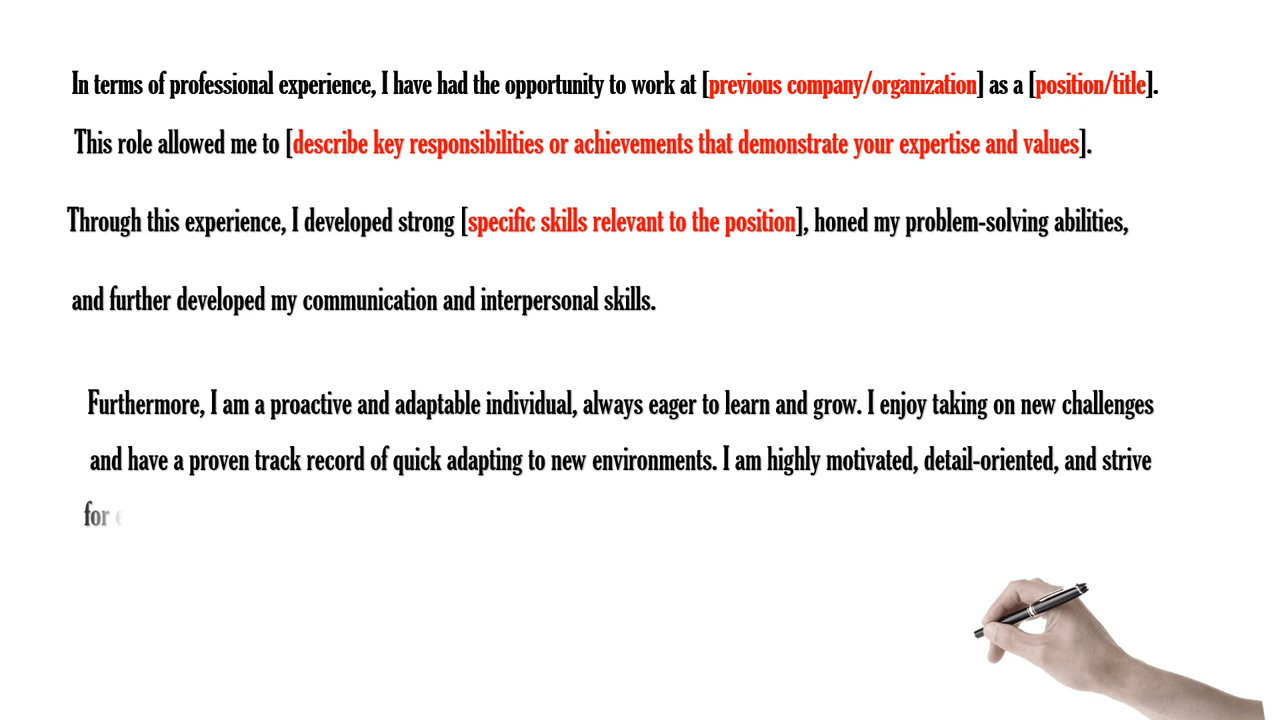 In terms of professional experience, I have had the opportunity to work at [previous company/organization] as a [position/title].
This role allowed me to [describe key responsibilities or achievements that demonstrate your expertise and values].
Through this experience, I developed strong [specific skills relevant to the position], honed my problem-solving abilities,
and further developed my communication and interpersonal skills.
Furthermore, I am a proactive and adaptable individual, always eager to learn and grow. I enjoy taking on new challenges
and have a proven track record of quick adapting to new environments. I am highly motivated, detail-oriented, and strive
for